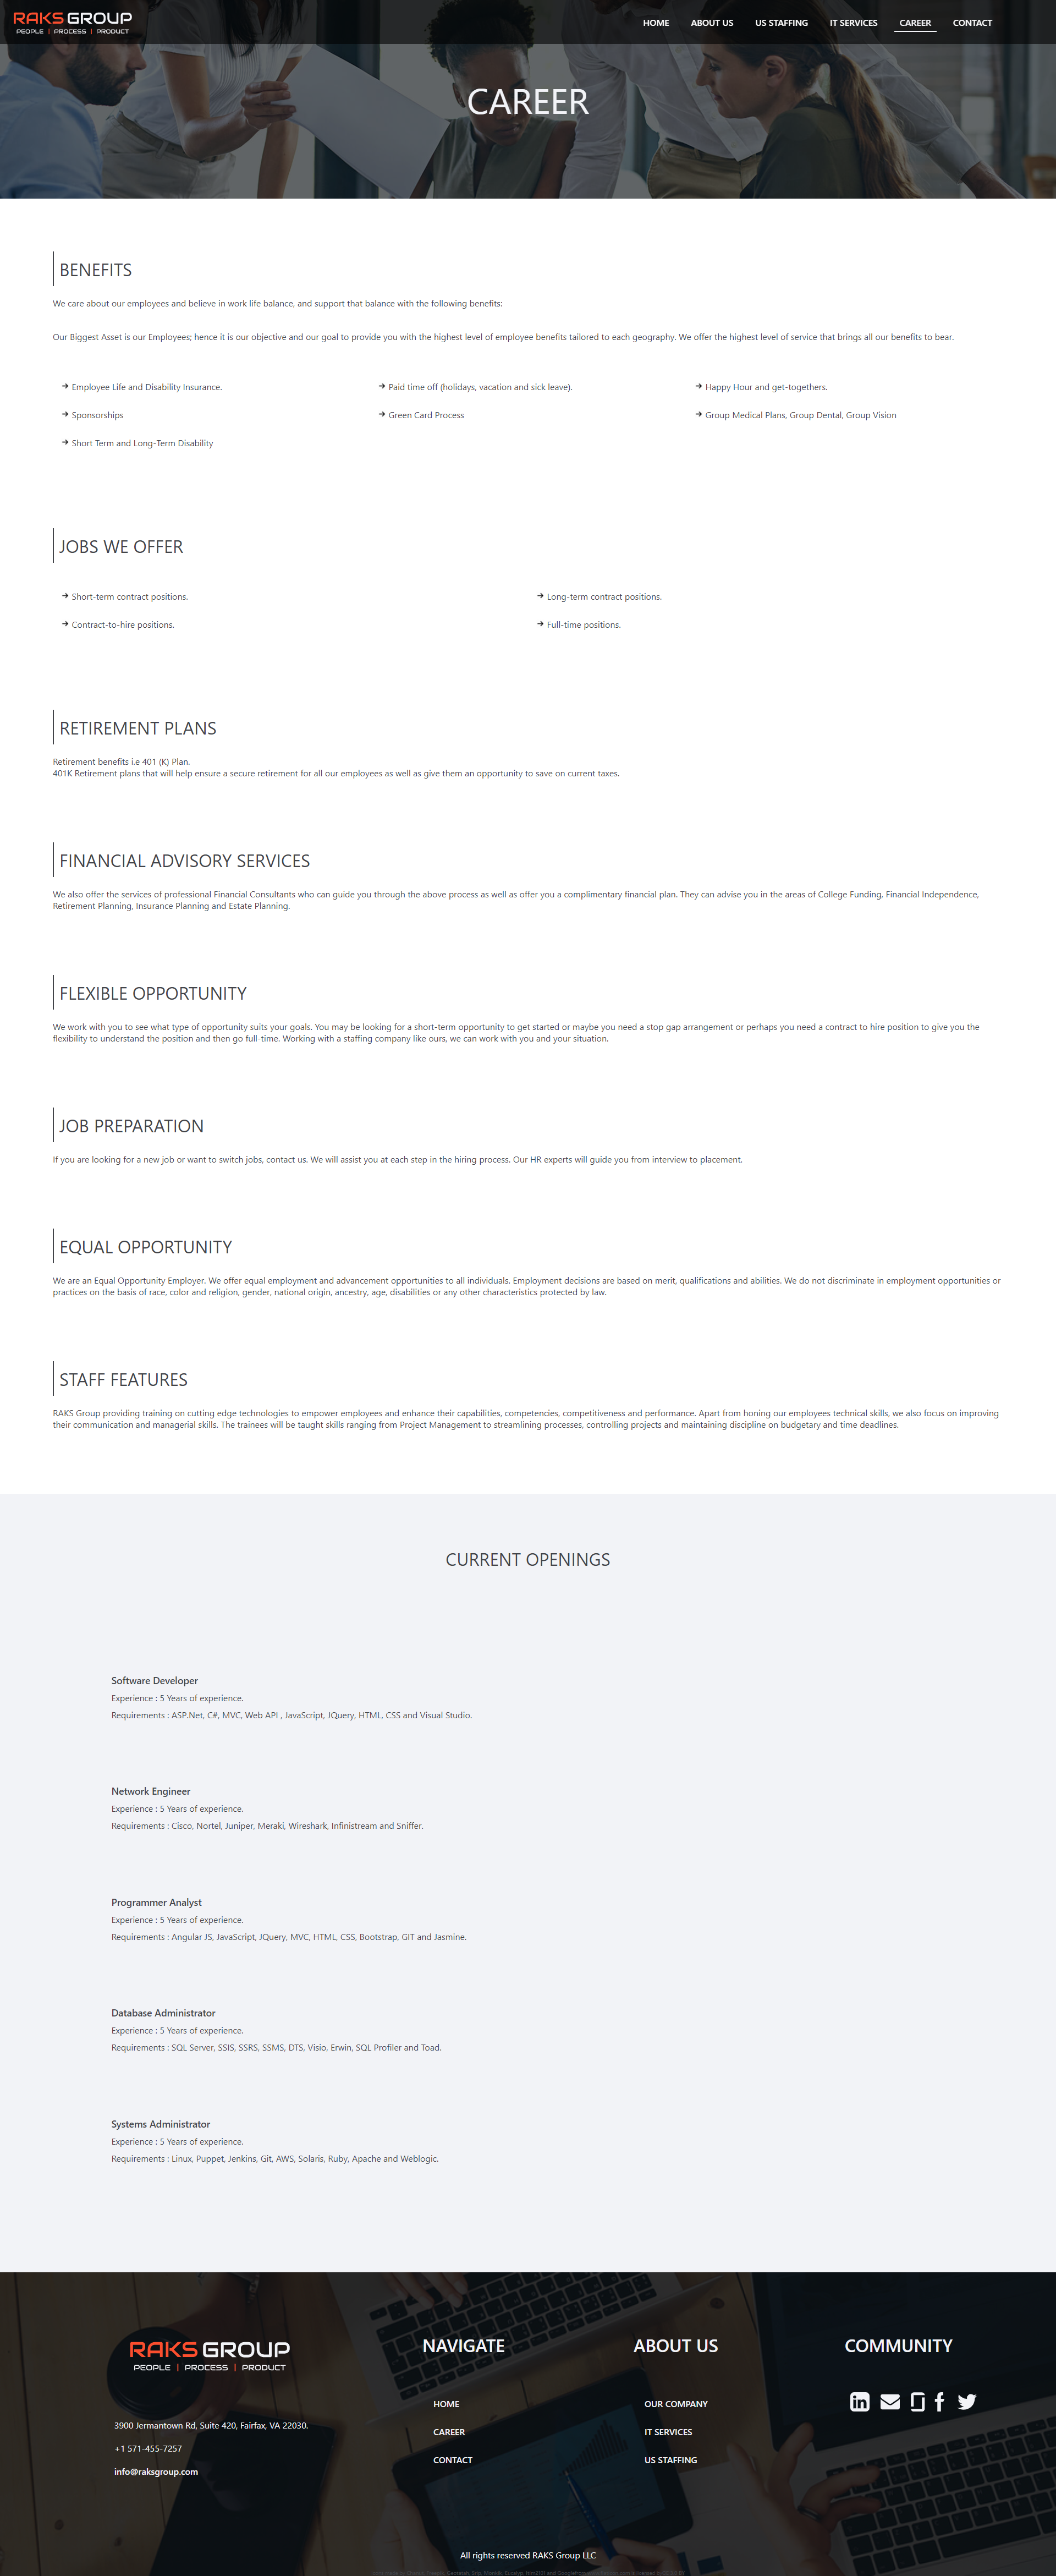 RAKS GROUP
PEOPLE | PROCESS | PRODUCT
HOME ABOUT US US STAFFING IT SERVICES CAREER CONTACT
CAREER
BENEFITS
We care about our employees and believe in work life balance, and support that balance with the following benefits:
Our Biggest Asset is our Employees; hence it is our objective and our goal to provide you with the highest level of employee benefits tailored to each geography. We offer the highest level of service that brings all our benefits to bear.
→ Employee Life and Disability Insurance. → Paid time off (holidays, vacation and sick leave). → Happy Hour and get-togethers.
→ Sponsorships → Green Card Process → Group Medical Plans, Group Dental, Group Vision
→ Short Term and Long-Term Disability
JOBS WE OFFER
→ Short-term contract positions. → Long-term contract positions.
→ Contract-to-hire positions. → Full-time positions.
RETIREMENT PLANS
Retirement benefits i.e 401 (K) Plan.
401K Retirement plans that will help ensure a secure retirement for all our employees as well as give them an opportunity to save on current taxes.
FINANCIAL ADVISORY SERVICES
We also offer the services of professional Financial Consultants who can guide you through the above process as well as offer you a complimentary financial plan. They can advise you in the areas of College Funding, Financial Independence,
Retirement Planning, Insurance Planning and Estate Planning.
FLEXIBLE OPPORTUNITY
We work with you to see what type of opportunity suits your goals. You may be looking for a short-term opportunity to get started or maybe you need a stop gap arrangement or perhaps you need a contract to hire position to give you the
flexibility to understand the position and then go full-time. Working with a staffing company like ours, we can work with you and your situation.
JOB PREPARATION
If you are looking for a new job or want to switch jobs, contact us. We will assist you at each step in the hiring process. Our HR experts will guide you from interview to placement.
EQUAL OPPORTUNITY
We are an Equal Opportunity Employer. We offer equal employment and advancement opportunities to all individuals. Employment decisions are based on merit, qualifications and abilities. We do not discriminate in employment opportunities or
practices on the basis of race, color and religion, gender, national origin, ancestry, age, disabilities or any other characteristics protected by law.
STAFF FEATURES
RAKS Group providing training on cutting edge technologies to empower employees and enhance their capabilities, competencies, competitiveness and performance. Apart from honing our employees technical skills, we also focus on improving
their communication and managerial skills. The trainees will be taught skills ranging from Project Management to streamlining processes, controlling projects and maintaining discipline on budgetary and time deadlines.
CURRENT OPENINGS
Software Developer
Experience : 5 Years of experience.
Requirements : ASP.Net, C#, MVC, Web API , JavaScript, JQuery, HTML, CSS and Visual Studio.
Network Engineer
Experience : 5 Years of experience.
Requirements : Cisco, Nortel, Juniper, Meraki, Wireshark, Infinistream and Sniffer.
Programmer Analyst
Experience : 5 Years of experience.
Requirements : Angular JS, JavaScript, JQuery, MVC, HTML, CSS, Bootstrap, GIT and Jasmine.
Database Administrator
Experience : 5 Years of experience.
Requirements : SQL Server, SSIS, SSRS, SSMS, DTS, Visio, Erwin, SQL Profiler and Toad.
Systems Administrator
Experience : 5 Years of experience.
Requirements : Linux, Puppet, Jenkins, Git, AWS, Solaris, Ruby, Apache and Weblogic.
RAKS GROUP
PEOPLE | PROCESS | PRODUCT
3900 Jermantown Rd, Suite 420, Fairfax, VA 22030.
+1 571-455-7257
info@raksgroup.com
NAVIGATE
HOME
CAREER
CONTACT
ABOUT US
OUR COMPANY
IT SERVICES
US STAFFING
COMMUNITY
All rights reserved RAKS Group LLC